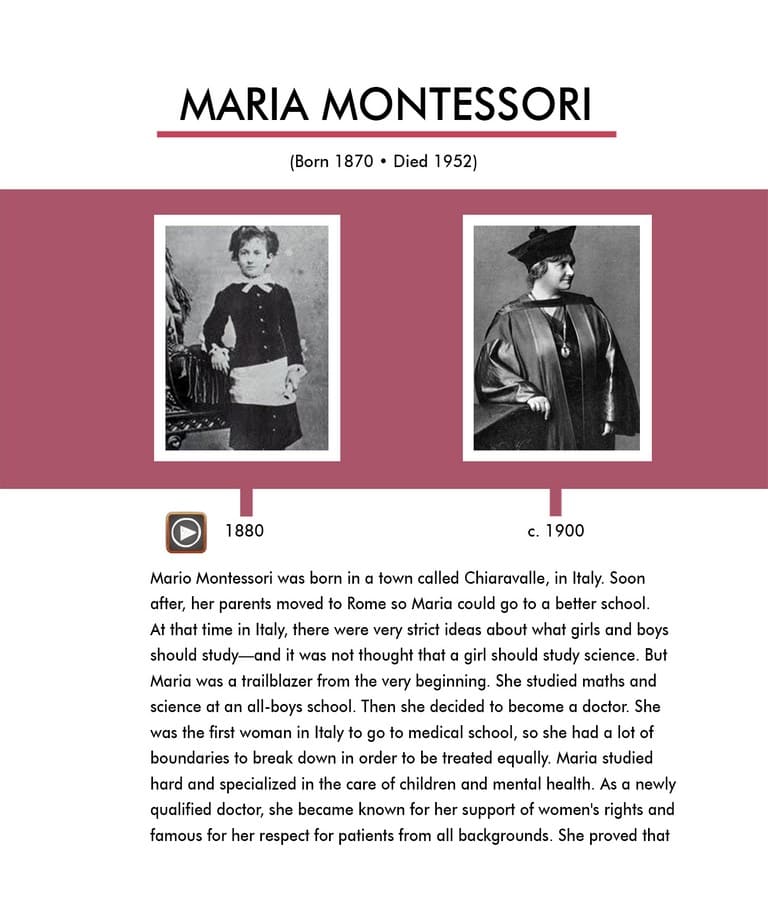 MARIA MONTESSORI
(Born 1870 • Died 1952)
1880
c. 1900
Mario Montessori was born in a town called Chiaravalle, in Italy. Soon
after, her parents moved to Rome so Maria could go to a better school.
At that time in Italy, there were very strict ideas about what girls and boys
should study—and it was not thought that a girl should study science. But
Maria was a trailblazer from the very beginning. She studied maths and
science at an all-boys school. Then she decided to become a doctor. She
was the first woman in Italy to go to medical school, so she had a lot of
boundaries to break down in order to be treated equally. Maria studied
hard and specialized in the care of children and mental health. As a newly
qualified doctor, she became known for her support of women's rights and
famous for her respect for patients from all backgrounds. She proved that